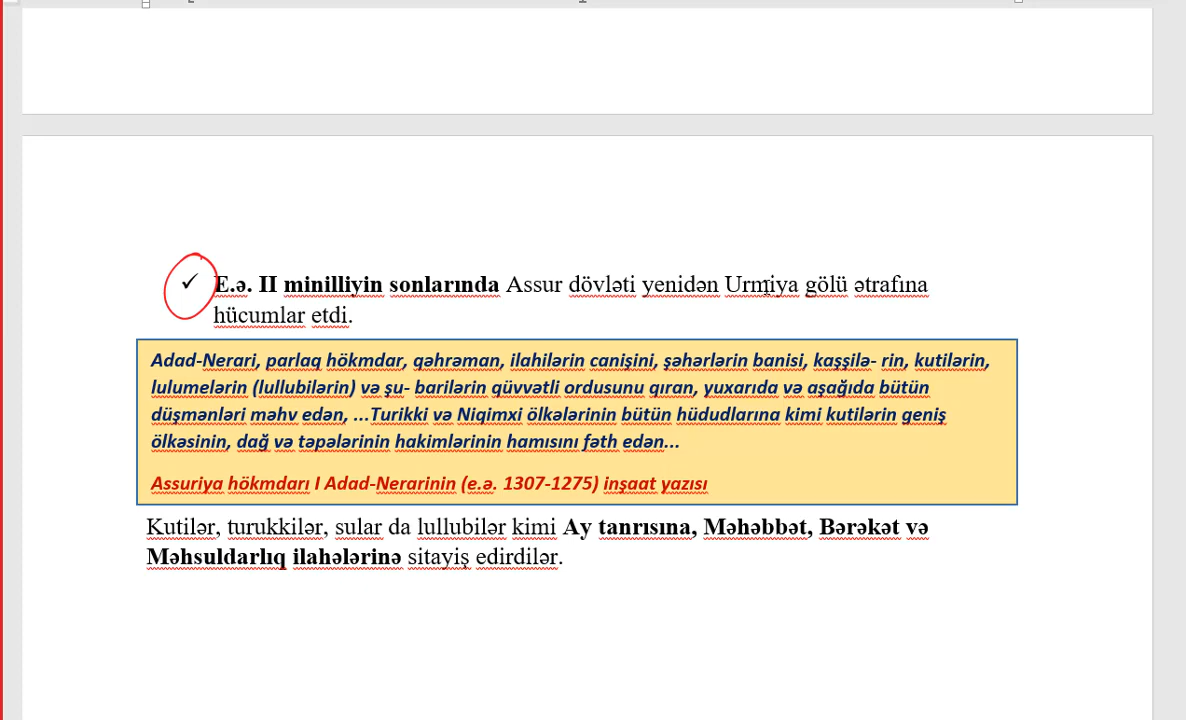 ✓ E.ə. II minilliyin sonlarında Assur dövləti yenidən Urmiya gölü ətrafına
hücumlar etdi.
Adad-Nerari, parlaq hökmdar, qəhrəman, ilahilərin canişini, şəhərlərin banisi, kaşşilə- rin, kutilərin,
lulumelərin (lullubilərin) və şu- barilərin qüvvətli ordusunu qıran, yuxarıda və aşağıda bütün
düşmənləri məhv edən, ...Turikki və Niqimxi ölkələrinin bütün hüdudlarına kimi kutilərin geniş
ölkəsinin, dağ və təpələrinin hakimlərinin hamısını fəth edən...
Assuriya hökmdarı I Adad-Nerarinin (e.ə. 1307-1275) inşaat yazısı
Kutilər, turukkilər, sular da lullubilər kimi Ay tanrısına, Məhəbbət, Bərəkət və
Məhsuldarlıq ilahələrinə sitayiş edirdilər.